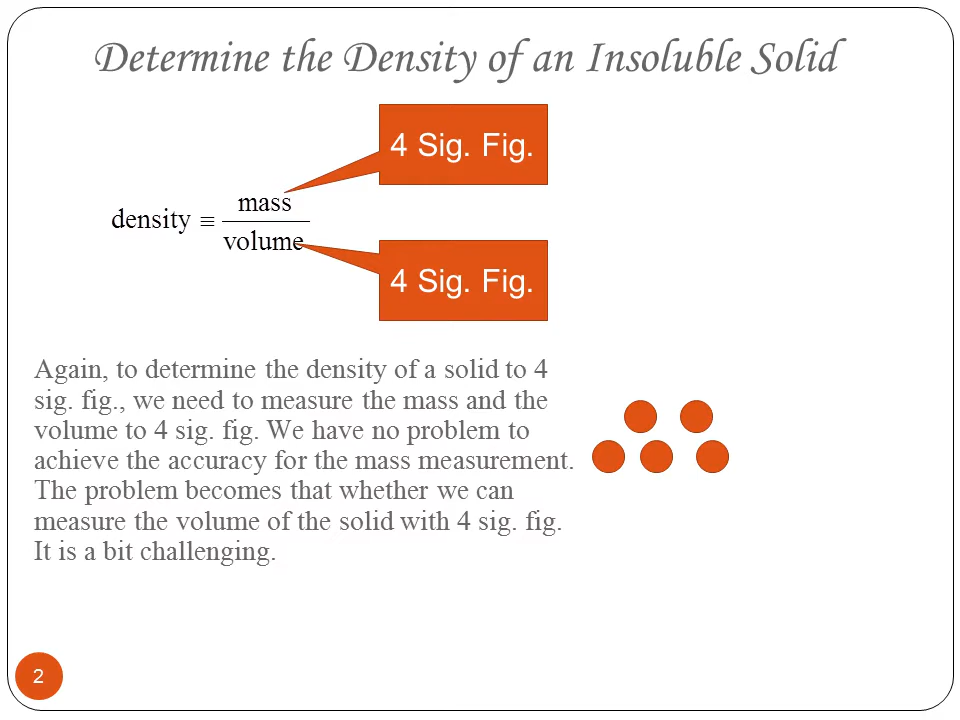 Determine the Density of an Insoluble Solid
4 Sig. Fig.
density ≡ mass
volume
4 Sig. Fig.
Again, to determine the density of a solid to 4
sig. fig., we need to measure the mass and the
volume to 4 sig. fig. We have no problem to
achieve the accuracy for the mass measurement.
The problem becomes that whether we can
measure the volume of the solid with 4 sig. fig.
It is a bit challenging.
2